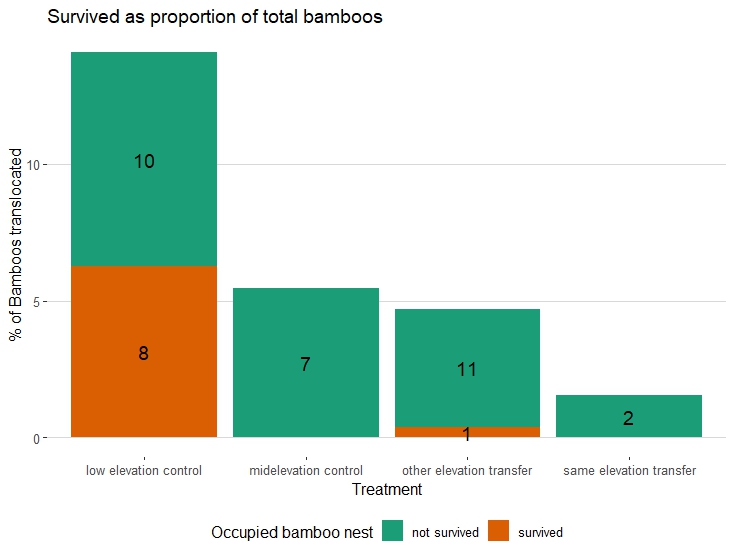 Survived as proportion of total bamboos
% of Bamboos translocated
10
5
0
10
8
7
11
1
2
low elevation control
midelevation control
other elevation transfer
same elevation transfer
Treatment
Occupied bamboo nest
not survived
survived